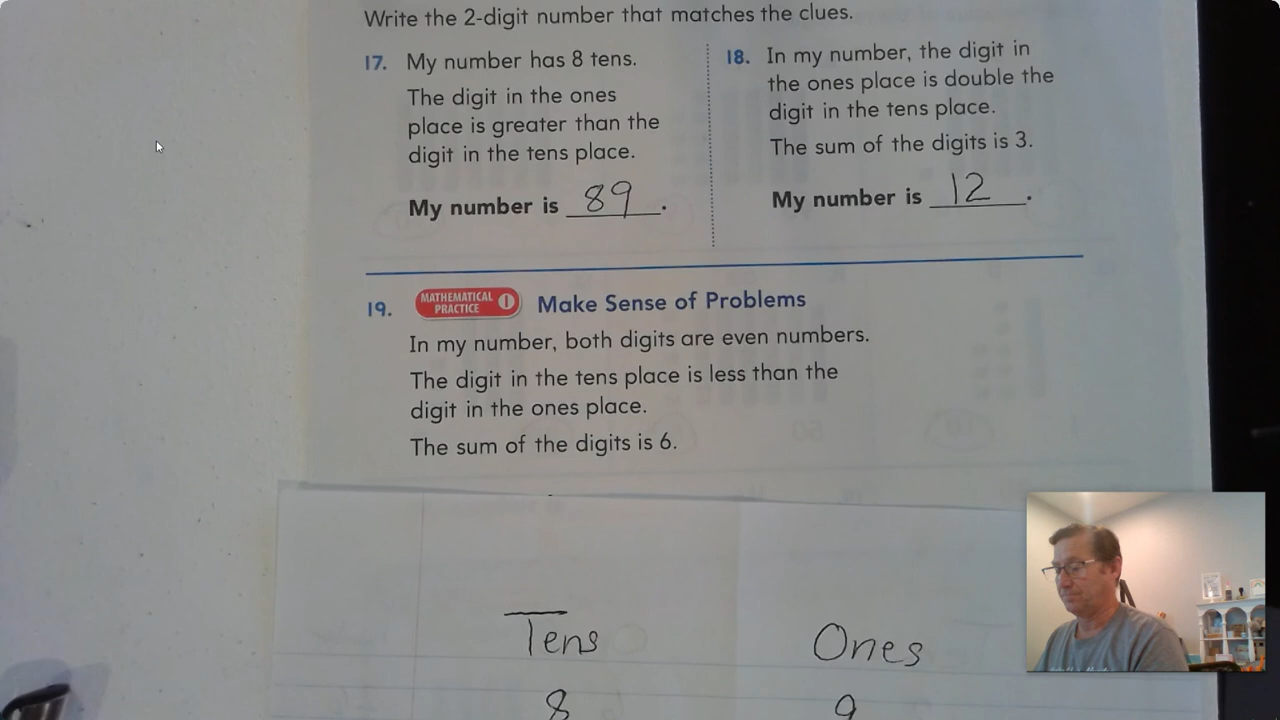 Write the 2-digit number that matches the clues.
17. My number has 8 tens.
The digit in the ones
place is greater than the
digit in the tens place.
My number is 89.
18. In my number, the digit in
the ones place is double the
digit in the tens place.
The sum of the digits is 3.
My number is 12.
19. MATHEMATICAL PRACTICE 1 Make Sense of Problems
In my number, both digits are even numbers.
The digit in the tens place is less than the
digit in the ones place.
The sum of the digits is 6.
Tens Ones
8 9